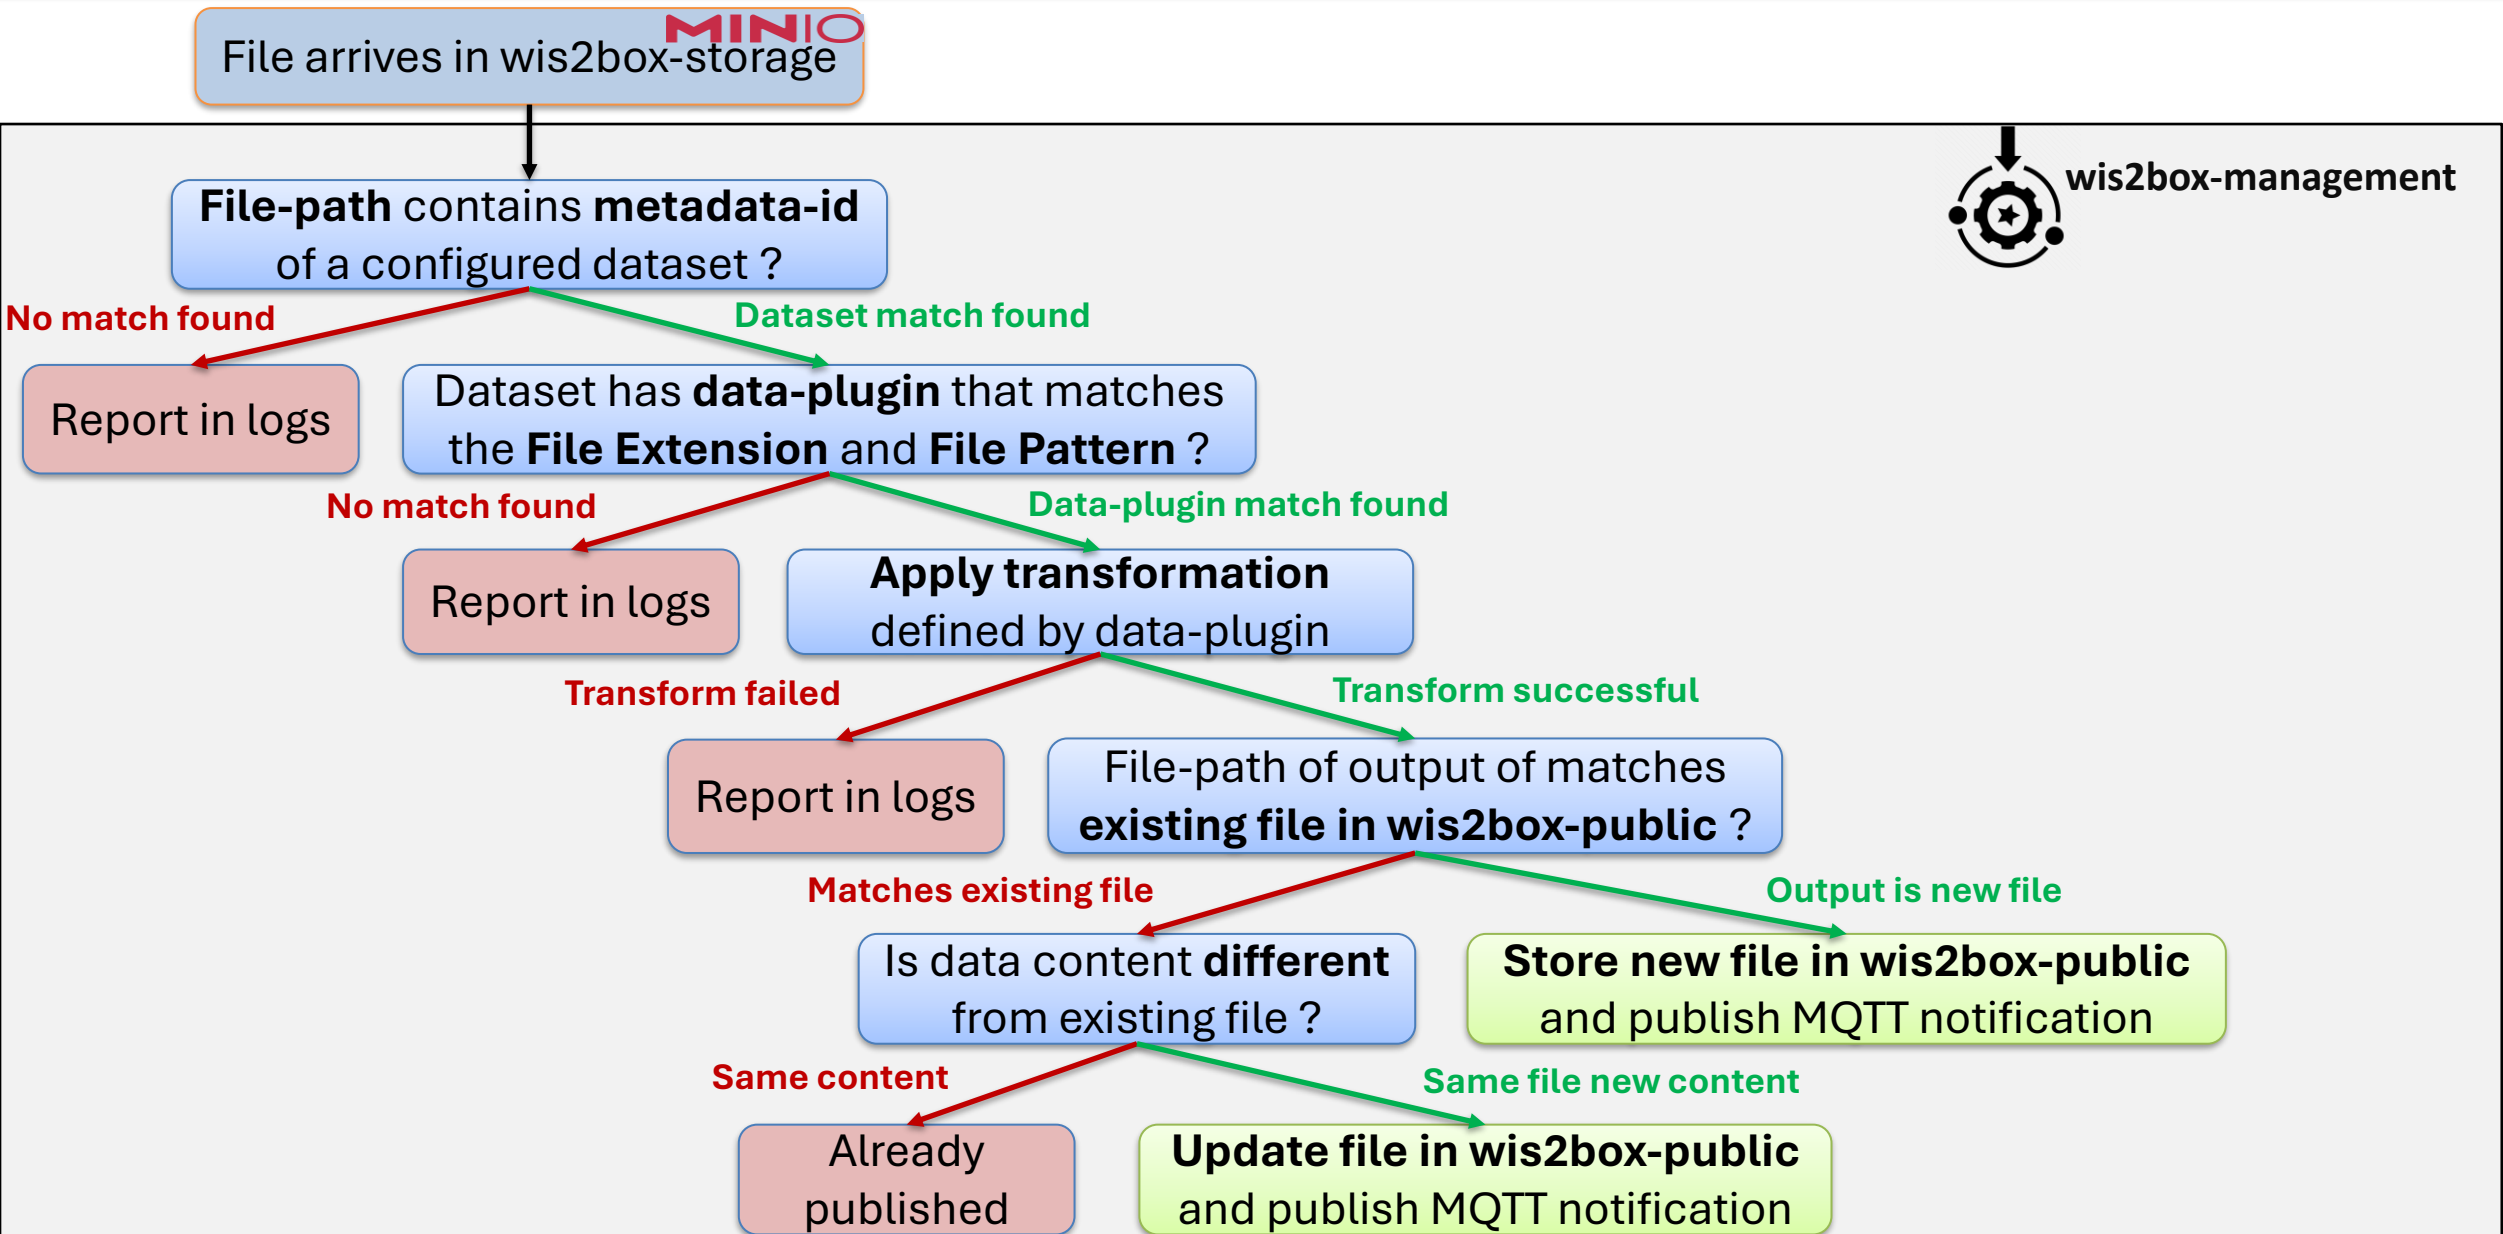 MINIO
File arrives in wis2box-storage
wis2box-management
File-path contains metadata-id
of a configured dataset ?
No match found
Dataset match found
Report in logs
Dataset has data-plugin that matches
the File Extension and File Pattern ?
No match found
Data-plugin match found
Report in logs
Apply transformation
defined by data-plugin
Transform failed
Transform successful
Report in logs
File-path of output of matches
existing file in wis2box-public ?
Matches existing file
Output is new file
Is data content different
from existing file ?
Store new file in wis2box-public
and publish MQTT notification
Same content
Same file new content
Already
published
Update file in wis2box-public
and publish MQTT notification